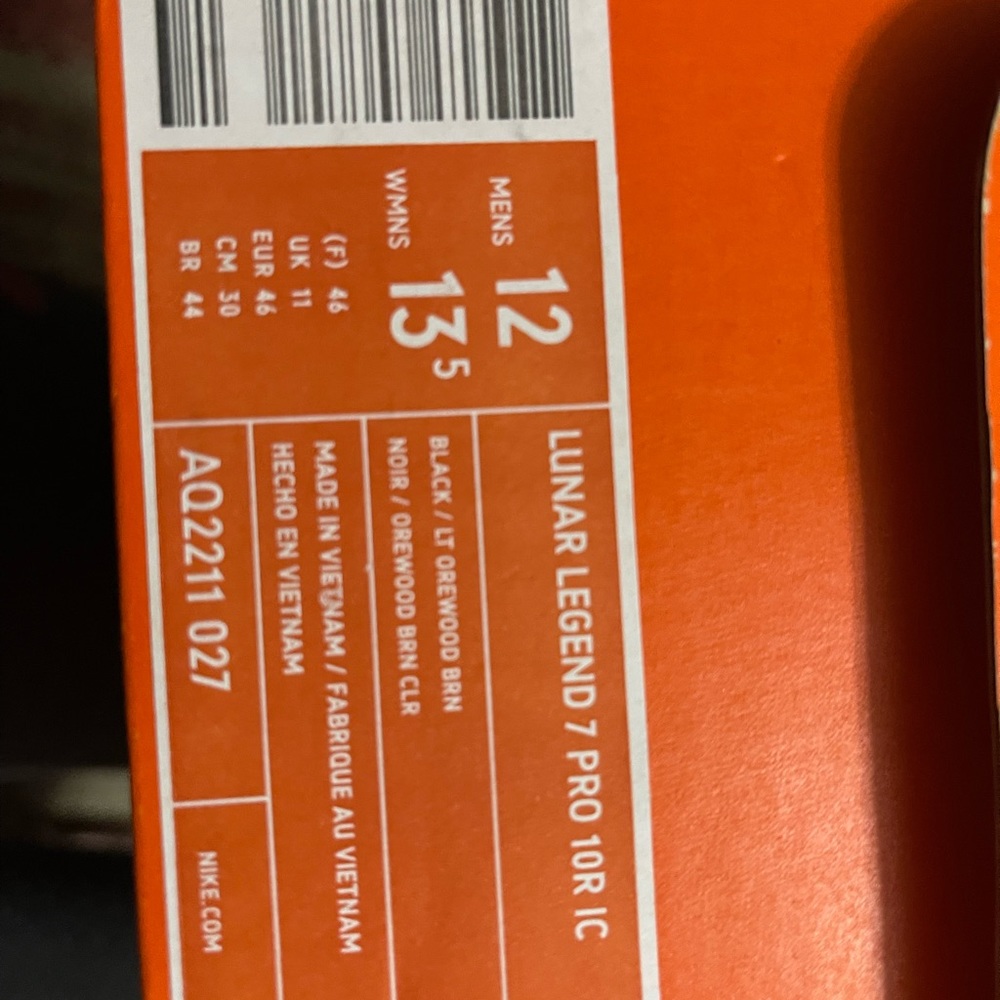 MENS 12
WMNS 13 5
(F) 46
UK 11
EUR 46
CM 30
BR 44
LUNAR LEGEND 7 PRO 10R IC
BLACK / LT OREWOOD BRN
NOIR / OREWOOD BRN CLR
MADE IN VIETNAM / FABRIQUE AU VIETNAM
HECHO EN VIETNAM
AQ2211 027
NIKE.COM